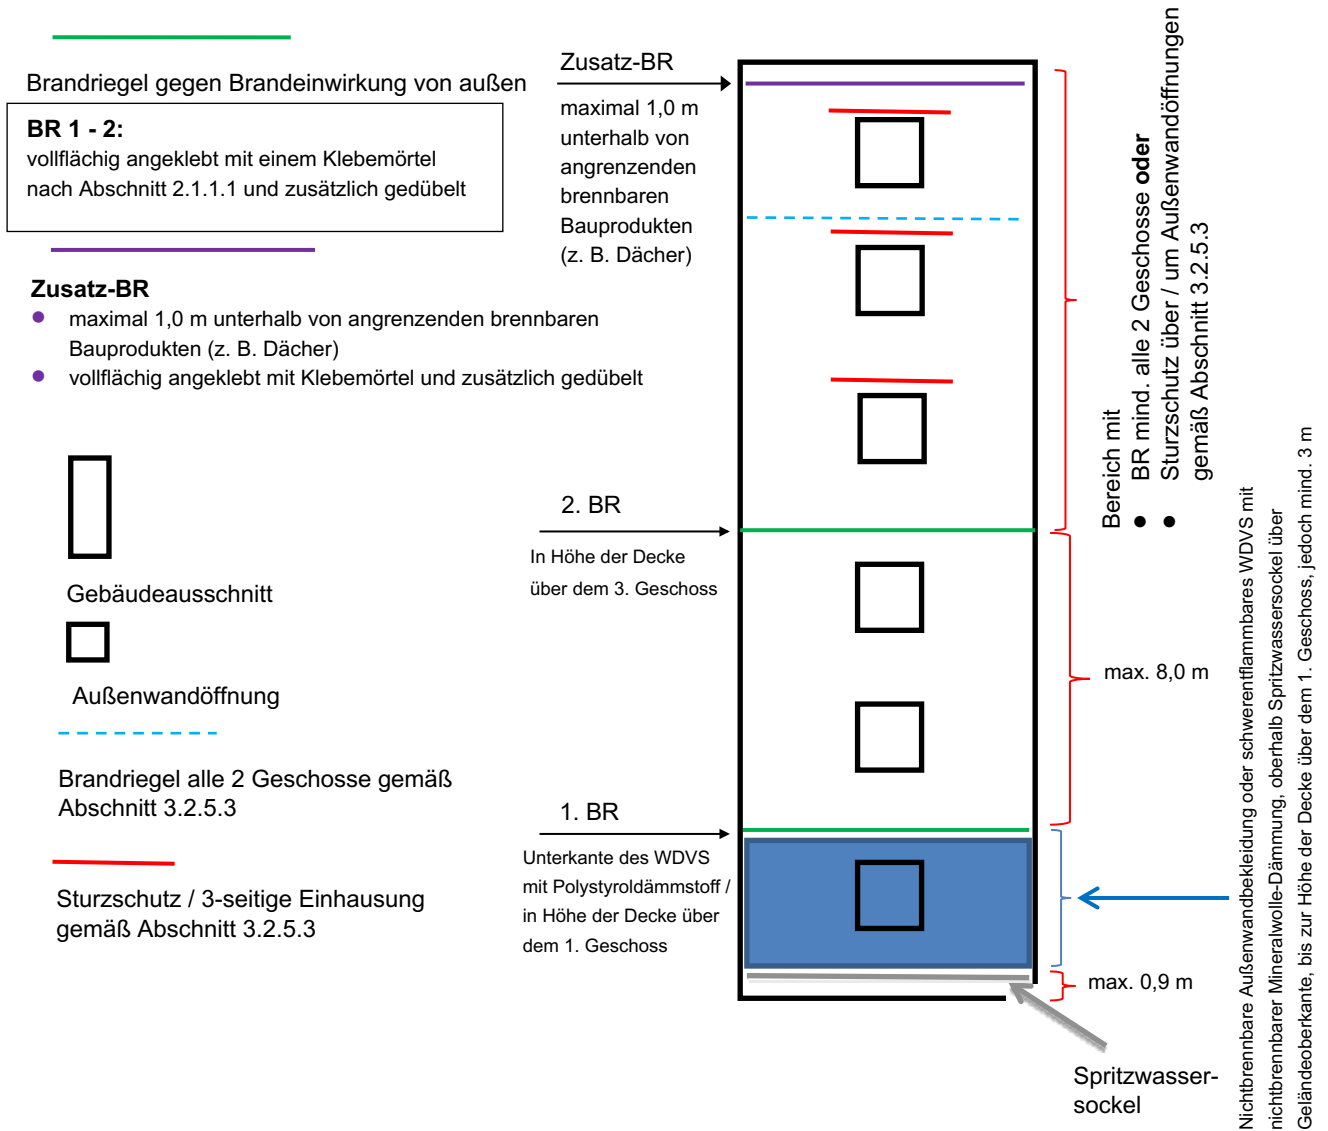 Brandriegel gegen Brandeinwirkung von außen
BR 1 - 2:
vollflächig angeklebt mit einem Klebemörtel
nach Abschnitt 2.1.1.1 und zusätzlich gedübelt
Zusatz-BR
● maximal 1,0 m unterhalb von angrenzenden brennbaren
Bauprodukten (z. B. Dächer)
● vollflächig angeklebt mit Klebemörtel und zusätzlich gedübelt
Gebäudeausschnitt
Außenwandöffnung
Brandriegel alle 2 Geschosse gemäß
Abschnitt 3.2.5.3
Sturzschutz / 3-seitige Einhausung
gemäß Abschnitt 3.2.5.3
Zusatz-BR
maximal 1,0 m
unterhalb von
angrenzenden
brennbaren
Bauprodukten
(z. B. Dächer)
2. BR
In Höhe der Decke
über dem 3. Geschoss
1. BR
Unterkante des WDVS
mit Polystyroldämmstoff /
in Höhe der Decke über
dem 1. Geschoss
Bereich mit
● BR mind. alle 2 Geschosse oder
● Sturzschutz über / um Außenwandöffnungen
gemäß Abschnitt 3.2.5.3
max. 8,0 m
max. 0,9 m
Spritzwasser-
sockel
Nichtbrennbare Außenwandbekleidung oder schwerentflammbares WDVS mit
nichtbrennbarer Mineralwolle-Dämmung, oberhalb Spritzwassersockel über
Geländeoberkante, bis zur Höhe der Decke über dem 1. Geschoss, jedoch mind. 3 m